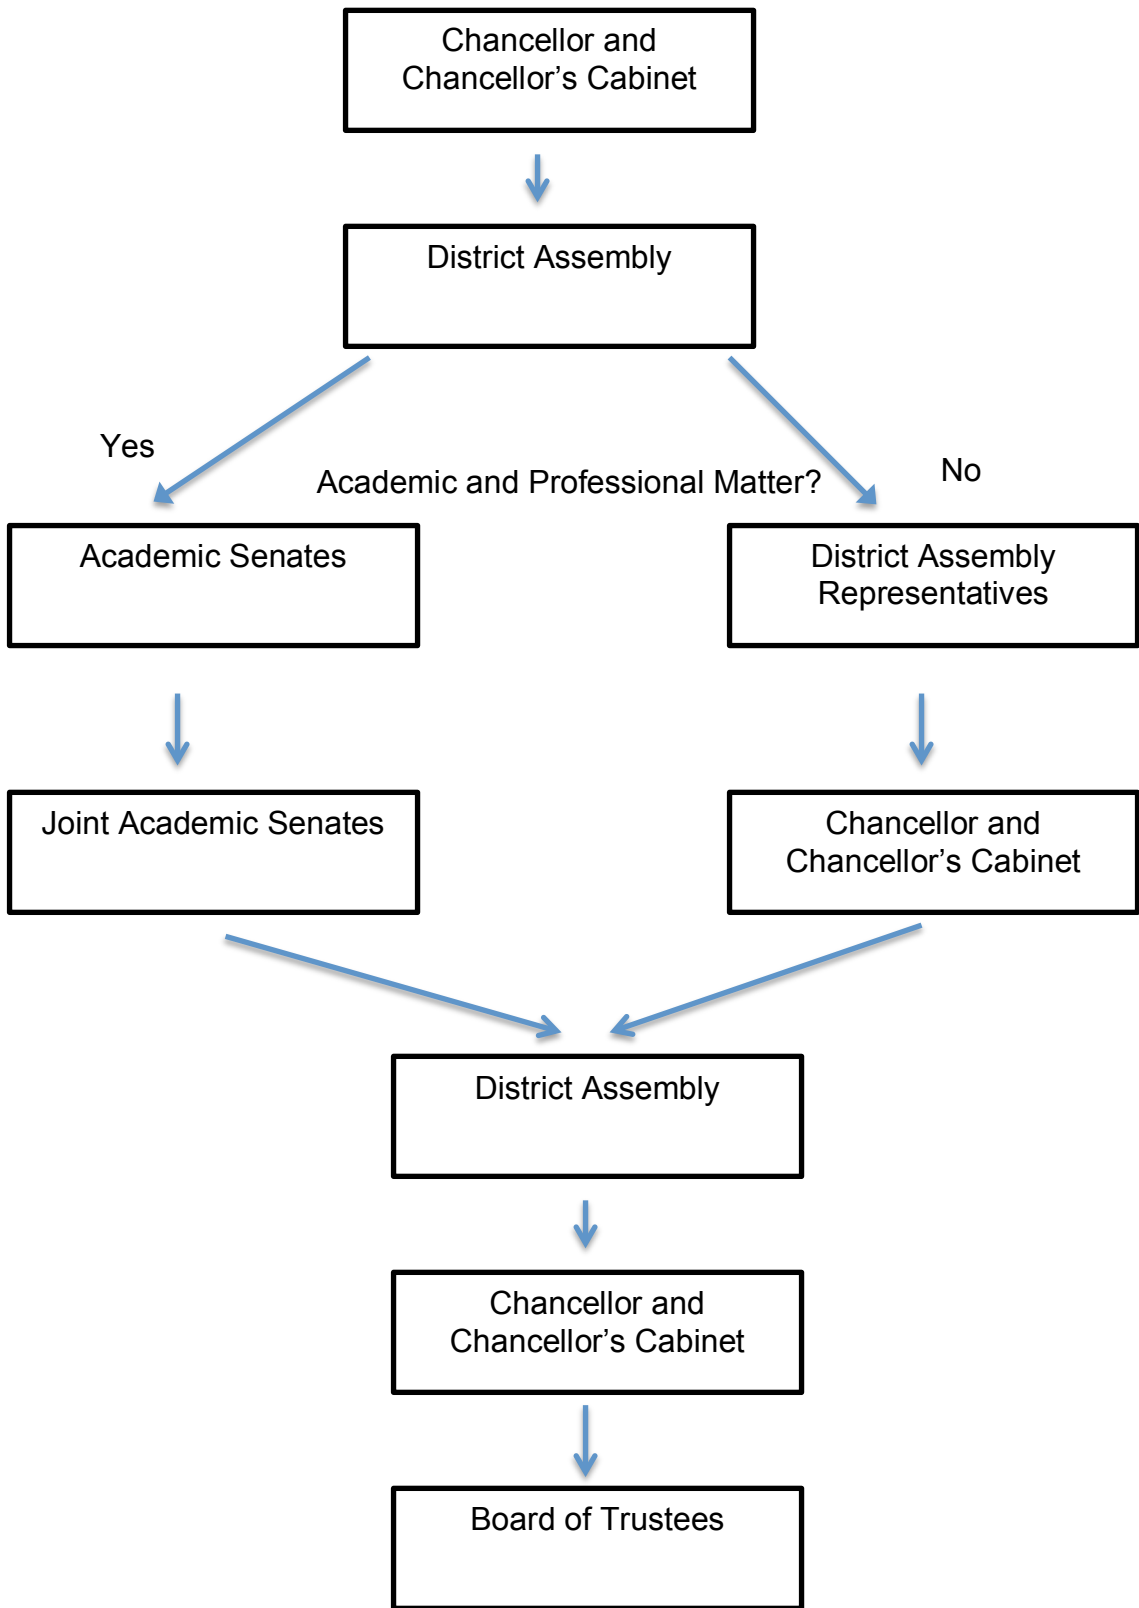 Chancellor and
Chancellor’s Cabinet
District Assembly
Yes
Academic and Professional Matter?
No
Academic Senates
District Assembly
Representatives
Joint Academic Senates
Chancellor and
Chancellor’s Cabinet
District Assembly
Chancellor and
Chancellor’s Cabinet
Board of Trustees